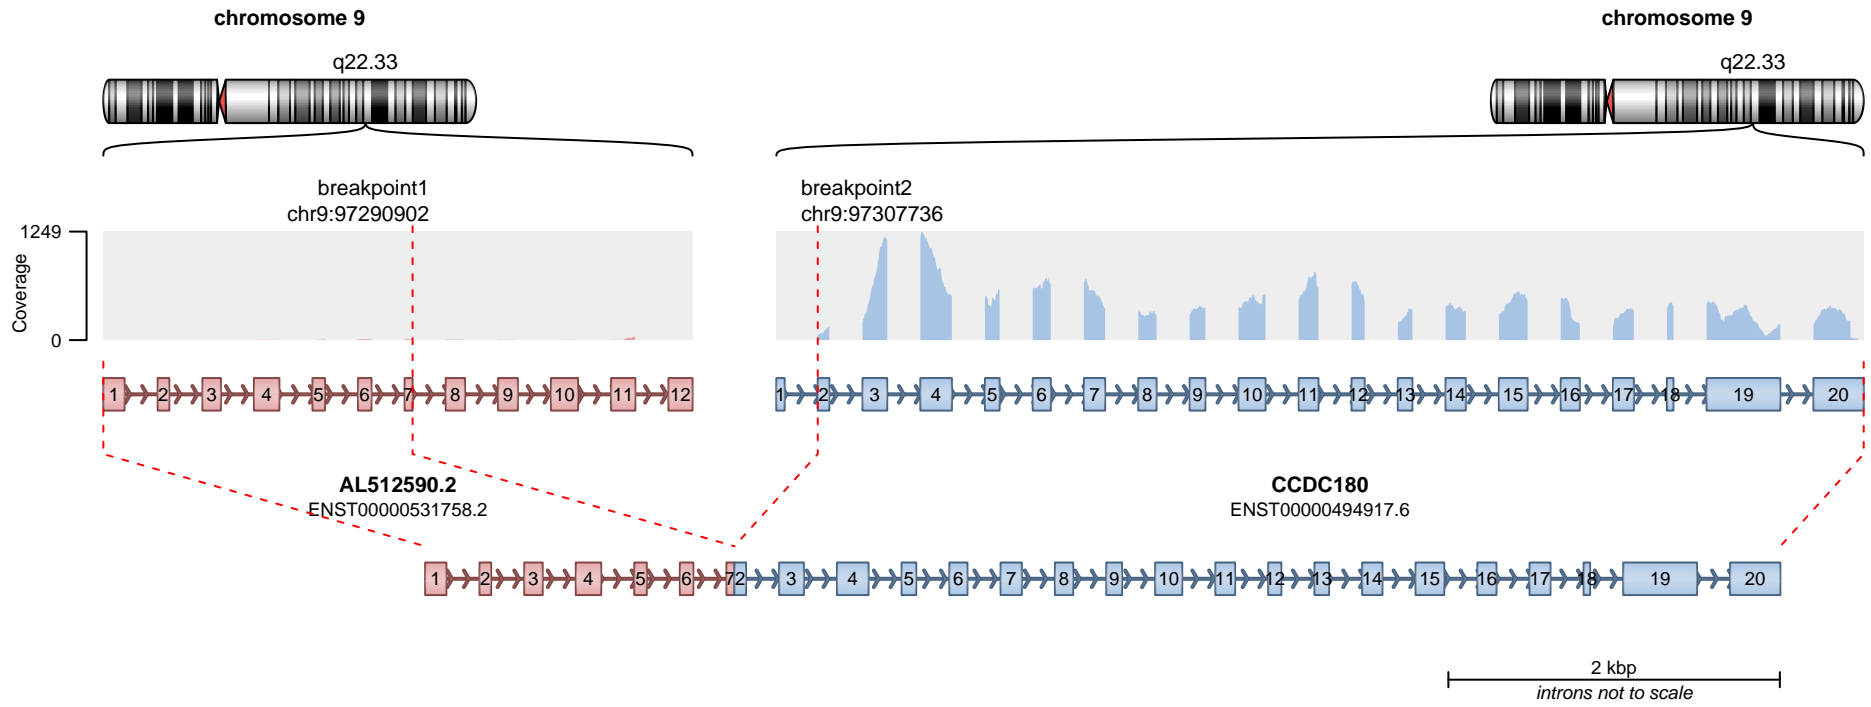 chromosome 9 chromosome 9
q22.33 q22.33
breakpoint1 breakpoint2
chr9:97290902 chr9:97307736
1249
Coverage
0
1 2 3 4 5 6 7 8 9 10 11 12 1 2 3 4 5 6 7 8 9 10 11 12 13 14 15 16 17 18 19 20
AL512590.2 CCDC180
ENST00000531758.2 ENST00000494917.6
1 2 3 4 5 6 7 2 3 4 5 6 7 8 9 10 11 12 13 14 15 16 17 18 19 20
2 kbp
introns not to scale